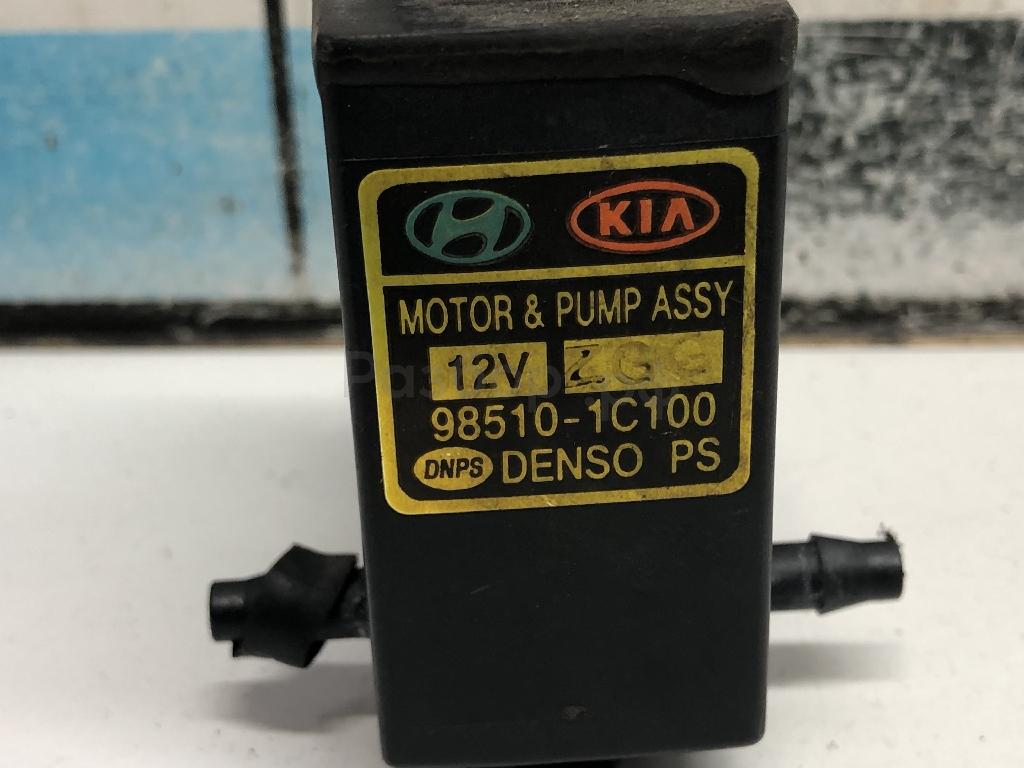 KIA
MOTOR & PUMP ASSY
12V
98510-1C100
DNPS DENSO PS